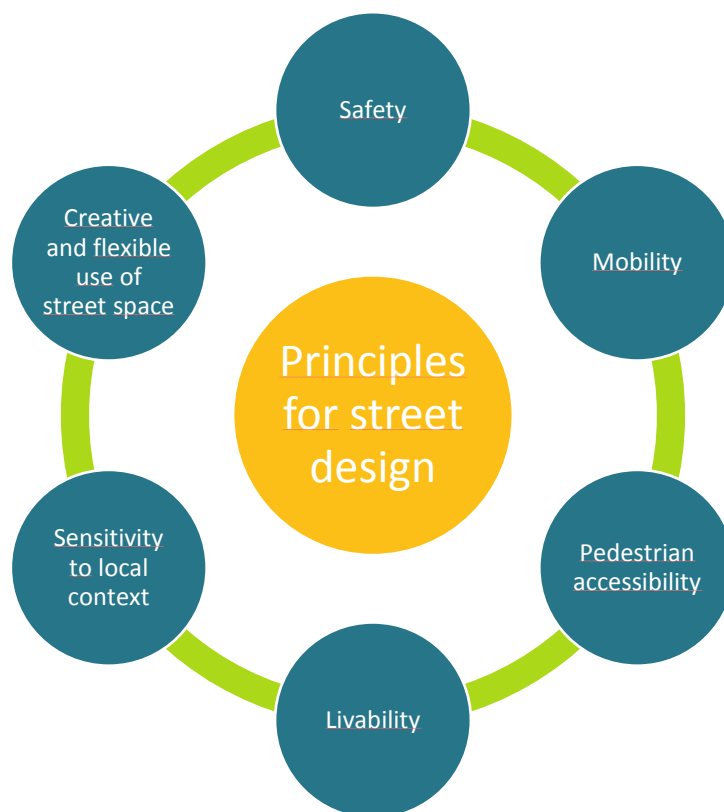 Safety
Mobility
Pedestrian
accessibility
Livability
Sensitivity
to local
context
Creative
and flexible
use of
street space
Principles
for street
design